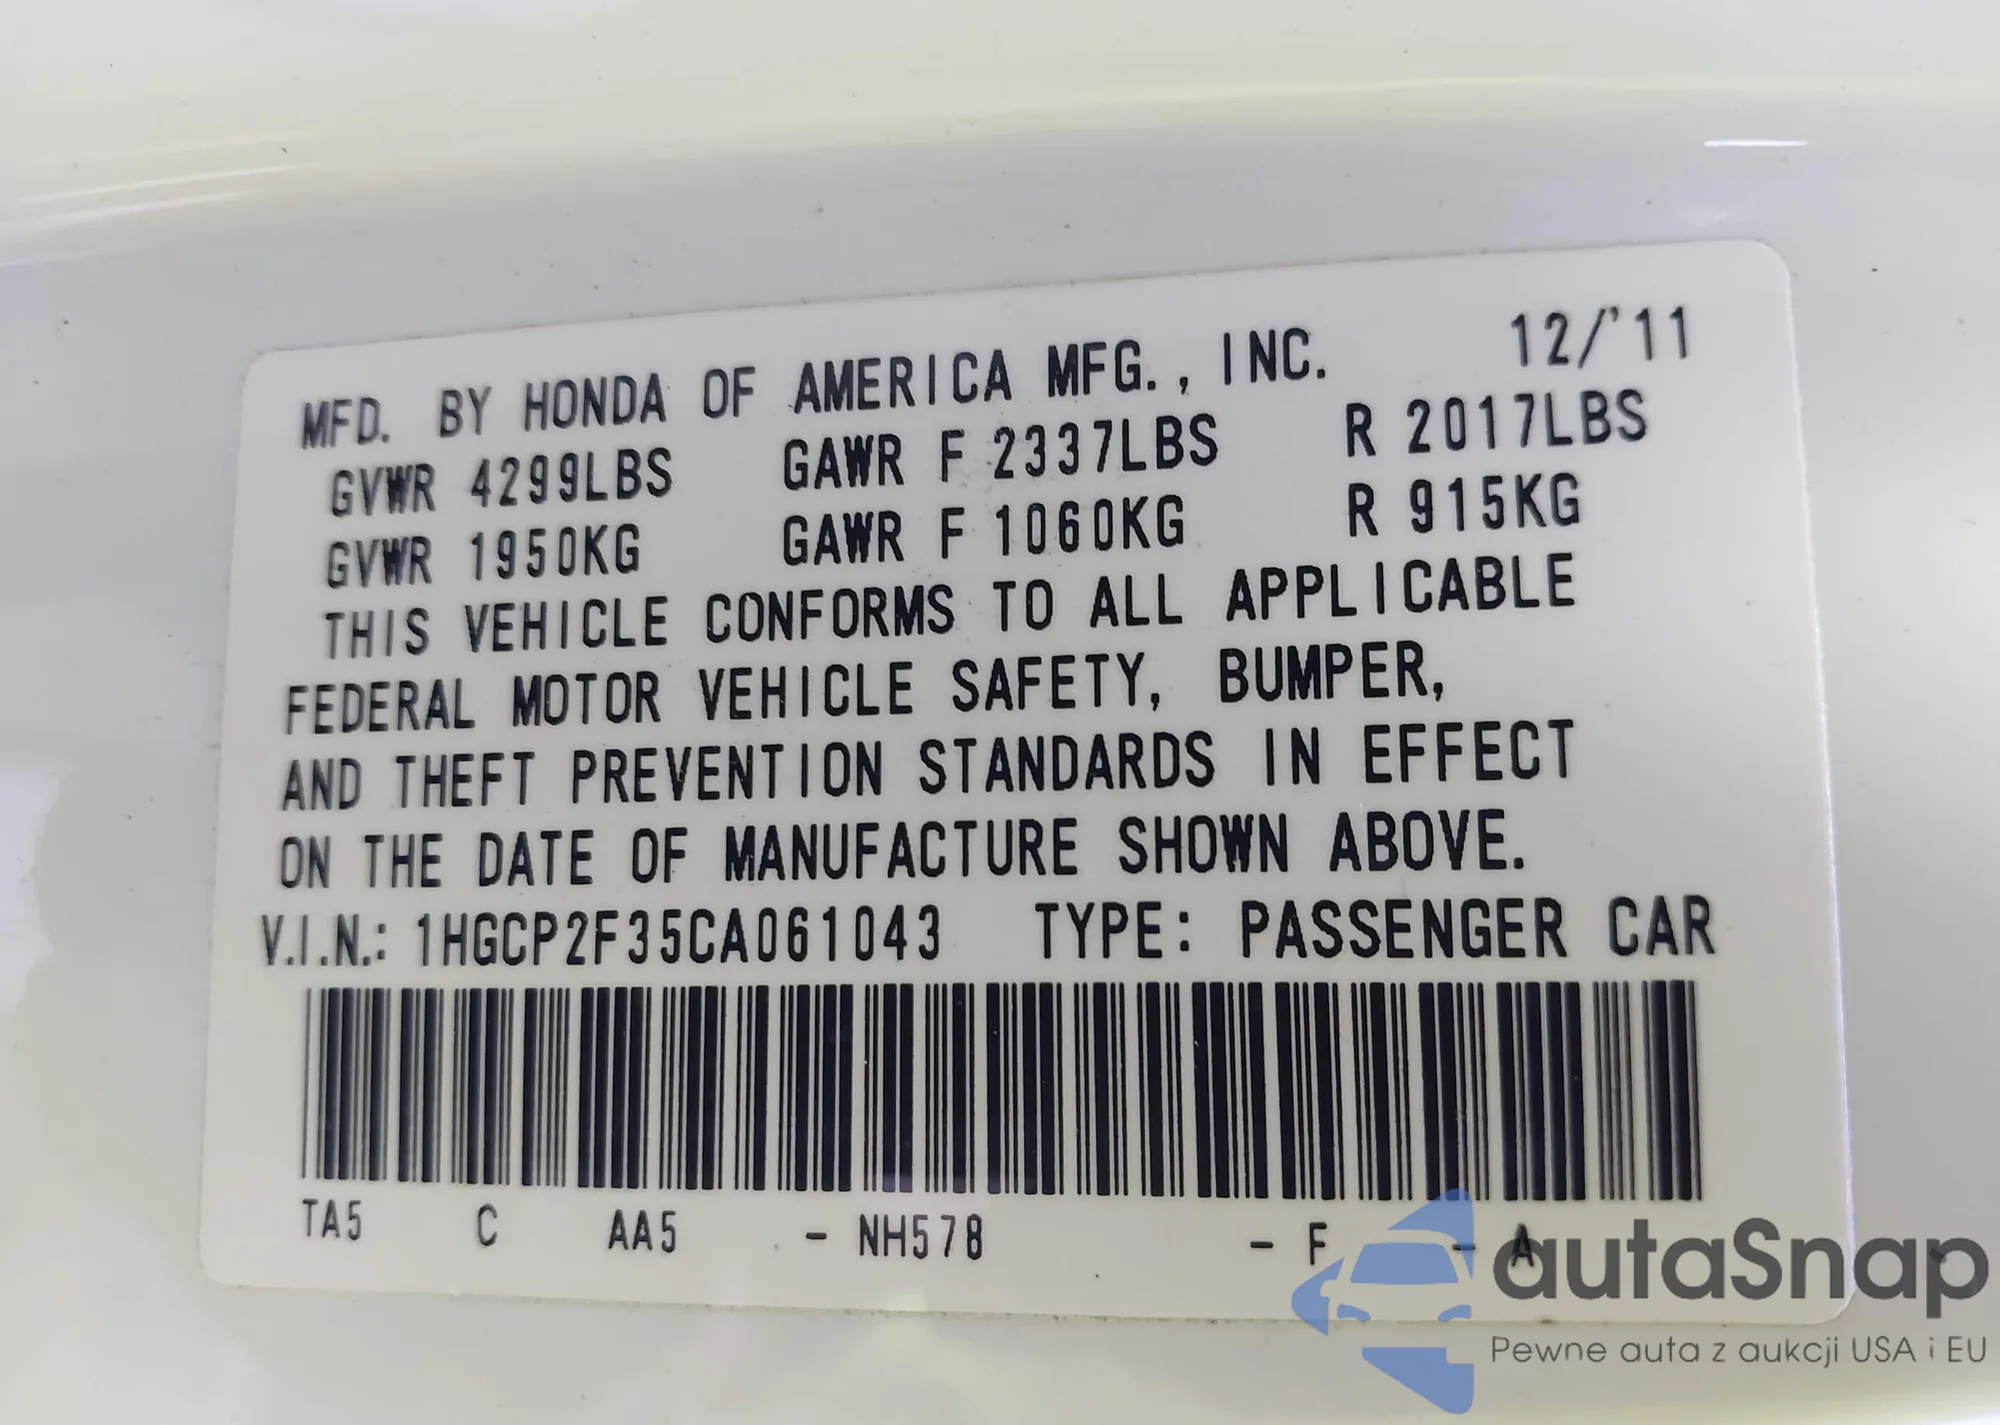 MFD. BY HONDA OF AMERICA MFG., INC. 12/'11
GVWR 4299LBS GAWR F 2337LBS R 2017LBS
GVWR 1950KG GAWR F 1060KG R 915KG
THIS VEHICLE CONFORMS TO ALL APPLICABLE
FEDERAL MOTOR VEHICLE SAFETY, BUMPER,
AND THEFT PREVENTION STANDARDS IN EFFECT
ON THE DATE OF MANUFACTURE SHOWN ABOVE.
V.I.N.: 1HGCP2F35CA061043 TYPE: PASSENGER CAR
TA5 C AA5 - NH578 - F - A
autaSnap
Pewne auta z aukcji USA i EU